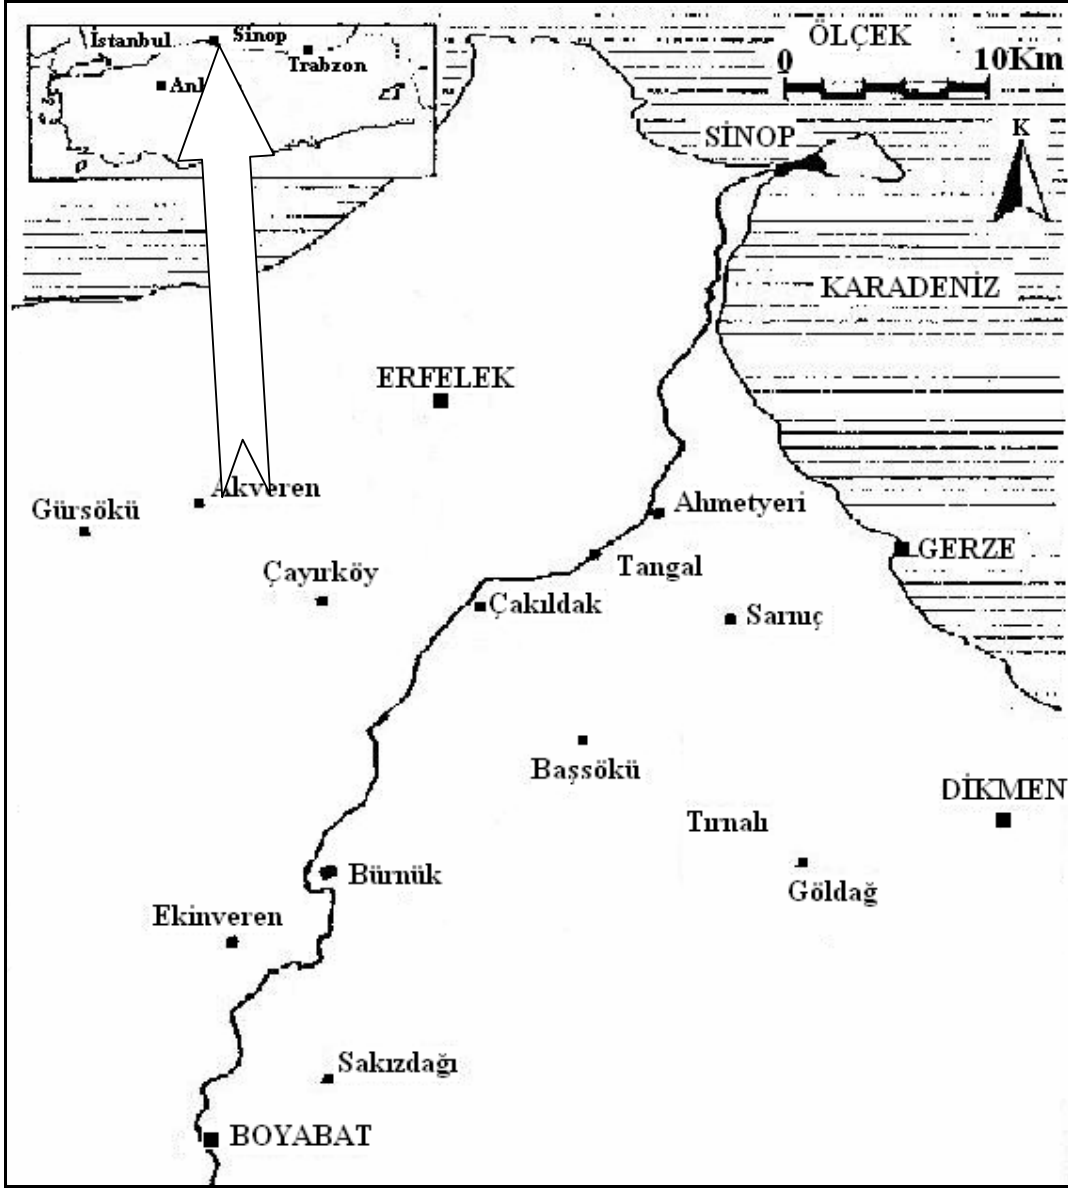 İstanbul
Sinop
Trabzon
ÖLÇEK
0 10Km
SİNOP
K
KARADENİZ
ERFELEK
Akveren
Gürsökü
Ahmetyeri
GERZE
Tangal
Çayırköy
Çakıldak
Sarnıç
Başsökü
DİKMEN
Tırnalı
Bürnük
Göldağ
Ekinveren
Sakızdağı
BOYABAT